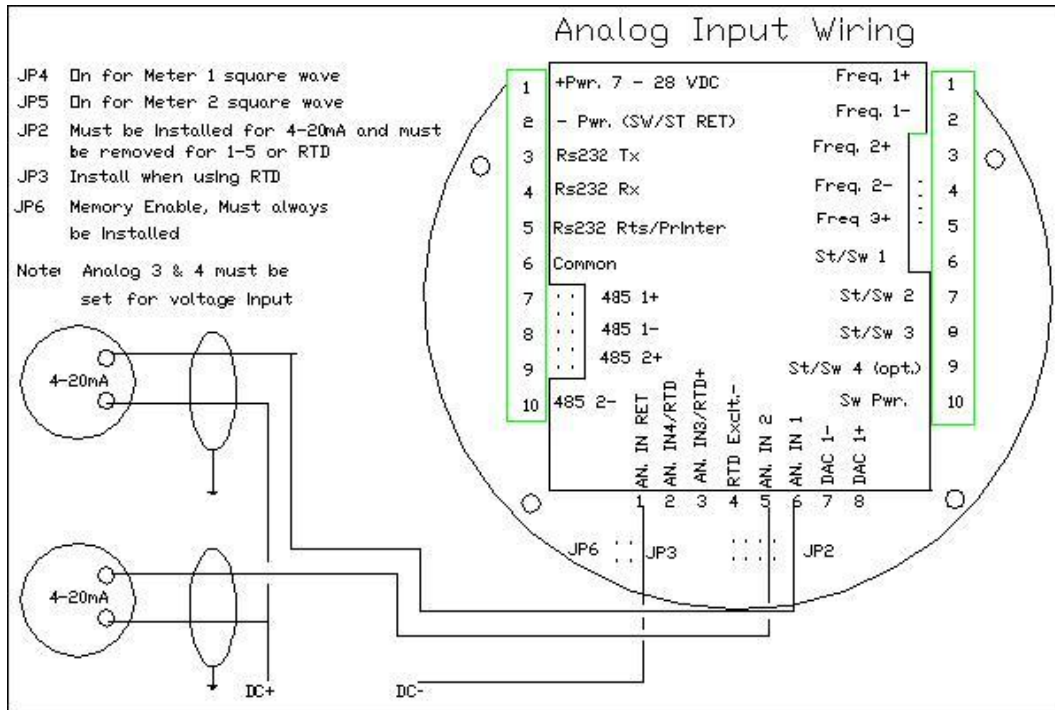 Analog Input Wiring
JP4 On for Meter 1 square wave
JP5 On for Meter 2 square wave
JP2 Must be Installed for 4-20mA and must
be removed for 1-5 or RTD
JP3 Install when using RTD
JP6 Memory Enable, Must always
be Installed
Note: Analog 3 & 4 must be
set for voltage Input
1 +Pwr. 7 - 28 VDC
2 - Pwr. (SW/ST RET)
3 Rs232 Tx
4 Rs232 Rx
5 Rs232 Rts/Printer
6 Common
7 485 1+
8 485 1-
9 485 2+
10 485 2-
Freq. 1+ 1
Freq. 1- 2
Freq. 2+ 3
Freq. 2- 4
Freq 3+ 5
St/Sw 1 6
St/Sw 2 7
St/Sw 3 8
St/Sw 4 (opt.) 9
Sw Pwr. 10
AN. IN RET
AN. IN4/RTD
AN. IN3/RTD+
RTD Excit.-
AN. IN 2
AN. IN 1
DAC 1-
DAC 1+
1 2 3 4 5 6 7 8
JP6 JP3 JP2
4-20mA
4-20mA
DC+ DC-